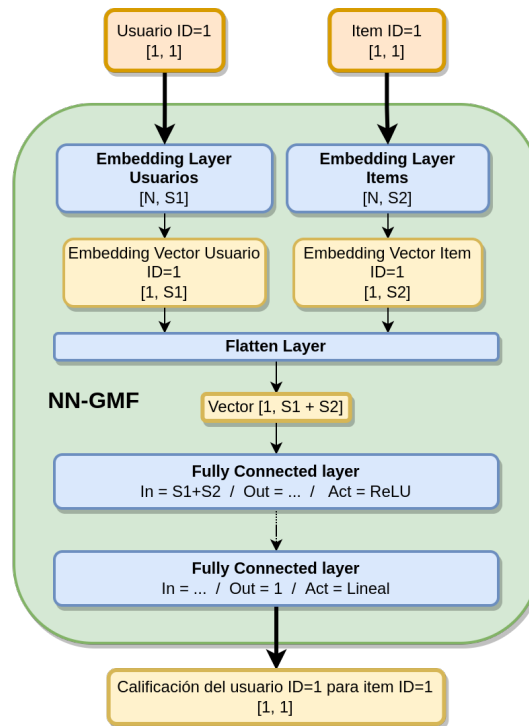 Usuario ID=1
[1, 1]
Item ID=1
[1, 1]
Embedding Layer
Usuarios
[N, S1]
Embedding Layer
Items
[N, S2]
Embedding Vector Usuario
ID=1
[1, S1]
Embedding Vector Item
ID=1
[1, S2]
Flatten Layer
NN-GMF
Vector [1, S1 + S2]
Fully Connected layer
In = S1+S2 / Out = ... / Act = ReLU
Fully Connected layer
In = ... / Out = 1 / Act = Lineal
Calificación del usuario ID=1 para item ID=1
[1, 1]